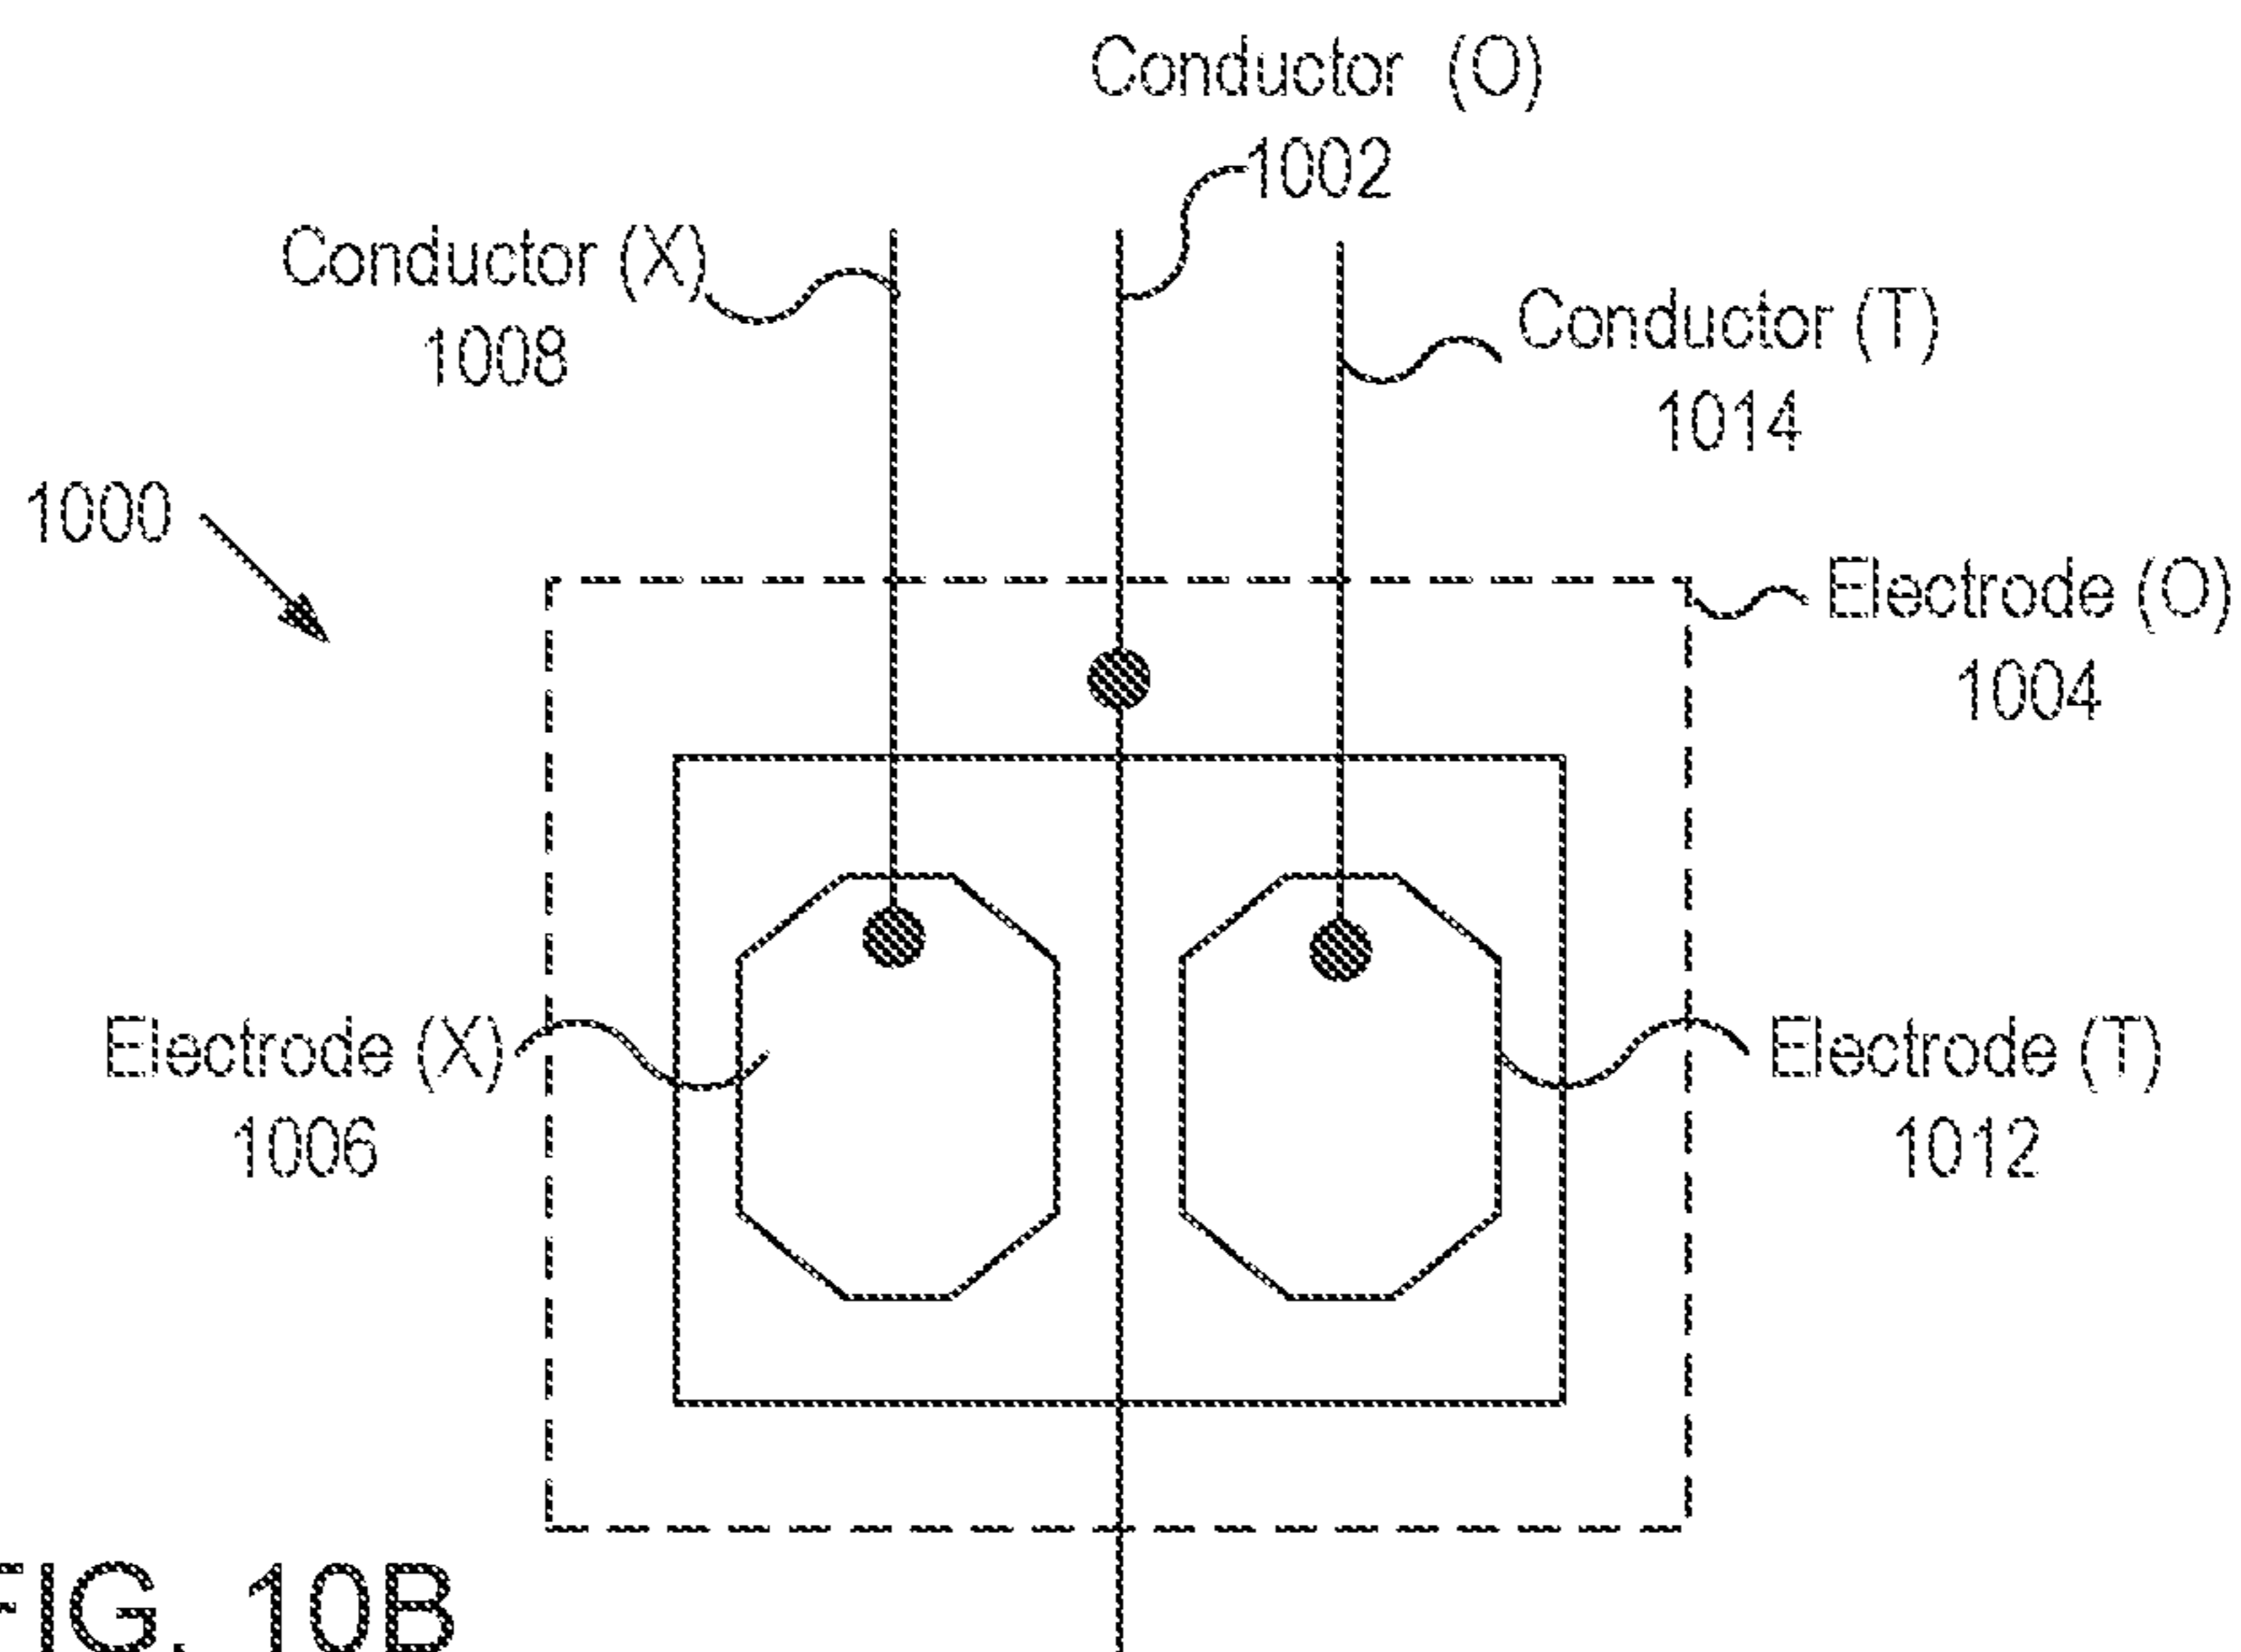 Conductor (O)
1002
Conductor (X)
1008
Conductor (T)
1014
1000
Electrode (O)
1004
Electrode (X)
1006
Electrode (T)
1012
FIG. 10B